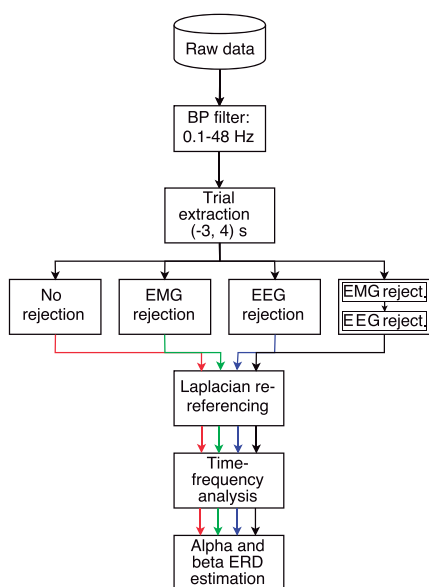 Raw data
BP filter:
0.1-48 Hz
Trial
extraction
(-3, 4) s
No
rejection
EMG
rejection
EEG
rejection
EMG reject.
EEG reject.
Laplacian re-
referencing
Time-
frequency
analysis
Alpha and
beta ERD
estimation